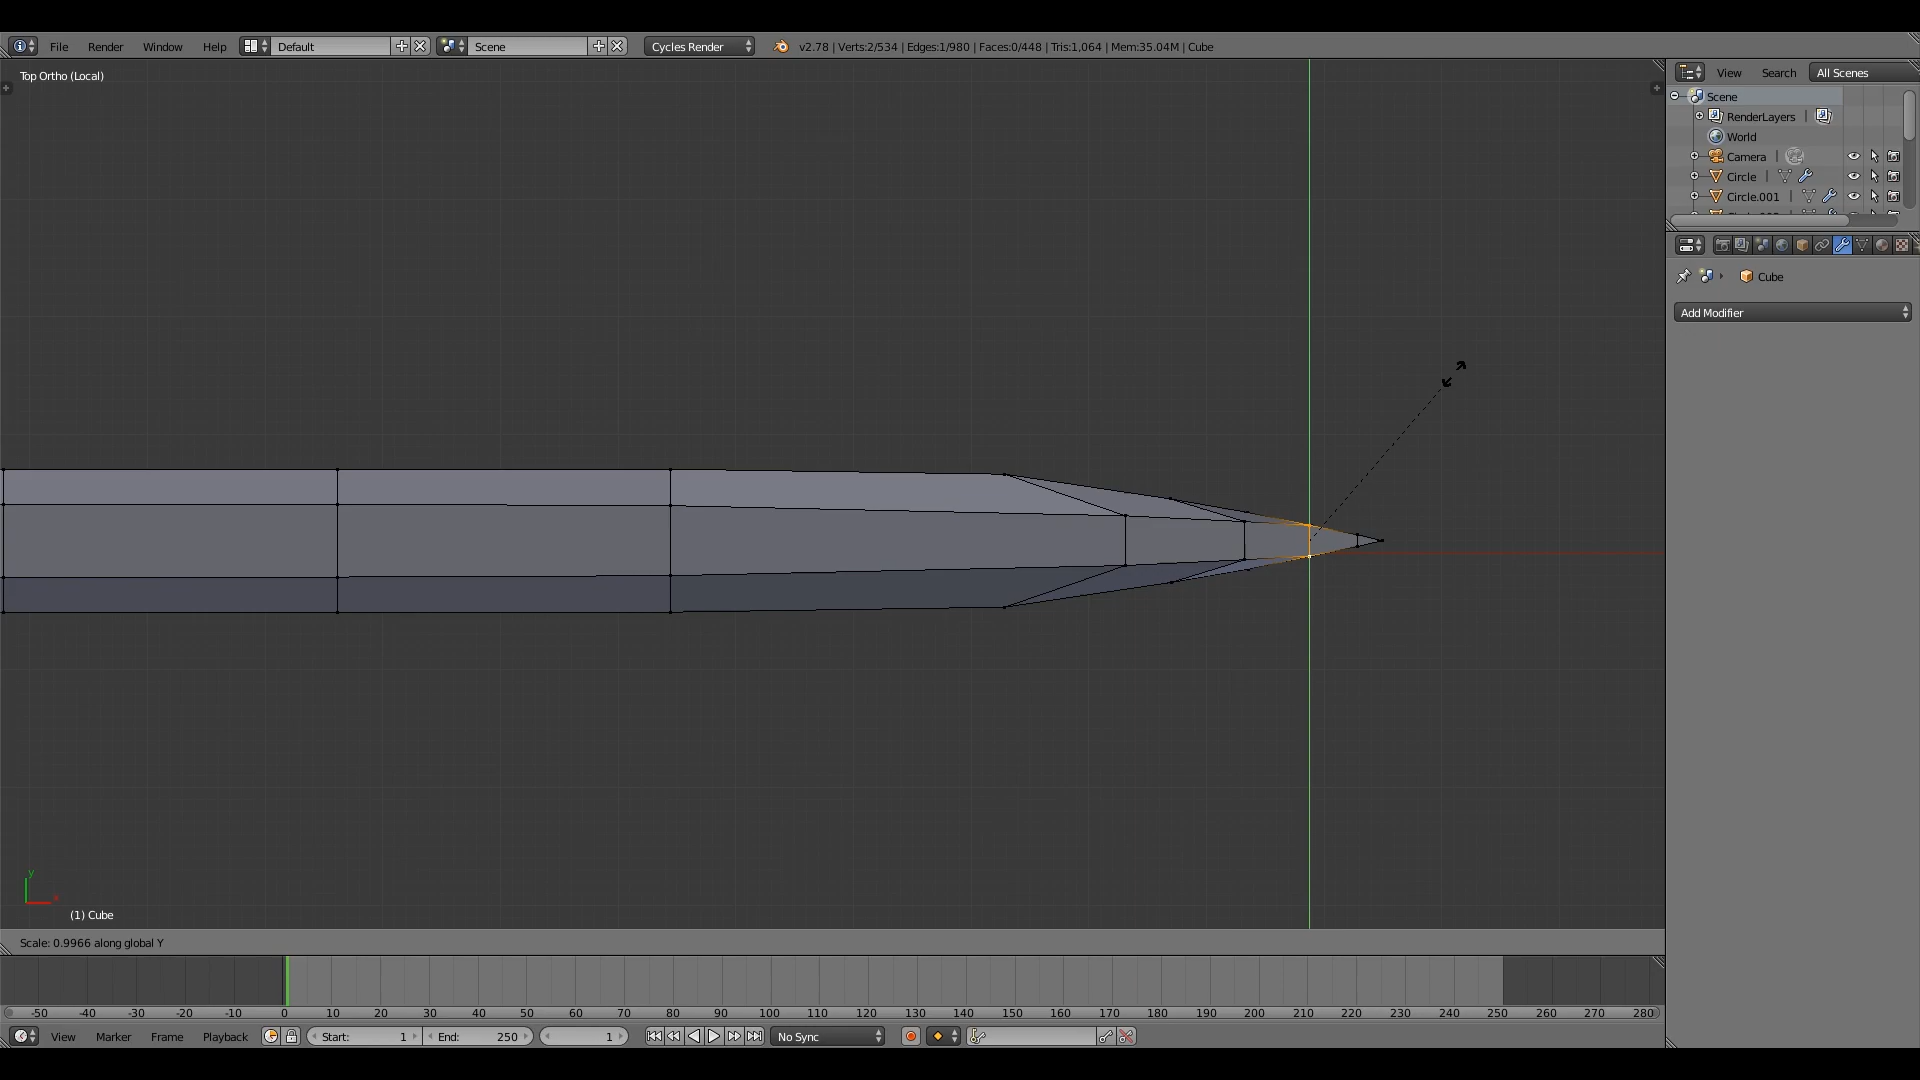 File Render Window Help Default Scene Cycles Render v2.78 | Verts:2/534 | Edges:1/980 | Faces:0/448 | Tris:1,064 | Mem:35.04M | Cube
Top Ortho (Local)
View Search All Scenes
Scene
RenderLayers |
World
Camera |
Circle |
Circle.001 |
Cube
Add Modifier
y
(1) Cube
Scale: 0.9966 along global Y
-50 -40 -30 -20 -10 0 10 20 30 40 50 60 70 80 90 100 110 120 130 140 150 160 170 180 190 200 210 220 230 240 250 260 270 280
View Marker Frame Playback Start: 1 End: 250 1 No Sync